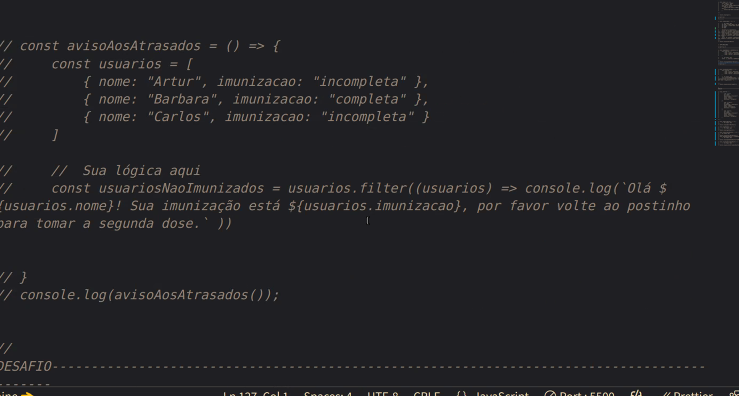 // const avisoAosAtrasados = () => {
//     const usuarios = [
//         { nome: "Artur", imunizacao: "incompleta" },
//         { nome: "Barbara", imunizacao: "completa" },
//         { nome: "Carlos", imunizacao: "incompleta" }
//     ]
//     //  Sua lógica aqui
//     const usuariosNaoImunizados = usuarios.filter((usuarios) => console.log(`Olá $
{usuarios.nome}! Sua imunização está ${usuarios.imunizacao}, por favor volte ao postinho
para tomar a segunda dose.` ))
// }
// console.log(avisoAosAtrasados());
//
DESAFIO-----------------------------------------------------------------------------------
-------
Ln 127, Col 1 Spaces: 4 UTF-8 CRLF {} JavaScript Port : 5500 Prettier